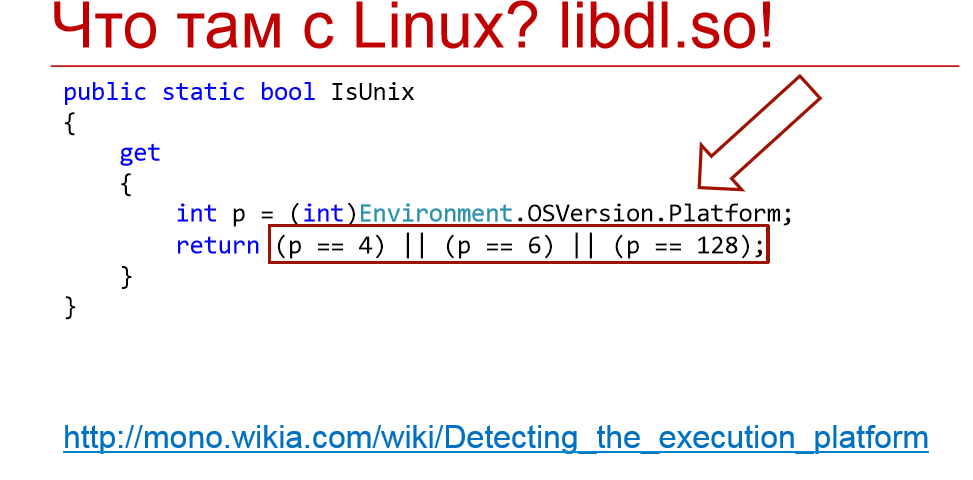 Что там с Linux? libdl.so!
public static bool IsUnix
{
get
{
int p = (int)Environment.OSVersion.Platform;
return (p == 4) || (p == 6) || (p == 128);
}
}
http://mono.wikia.com/wiki/Detecting_the_execution_platform